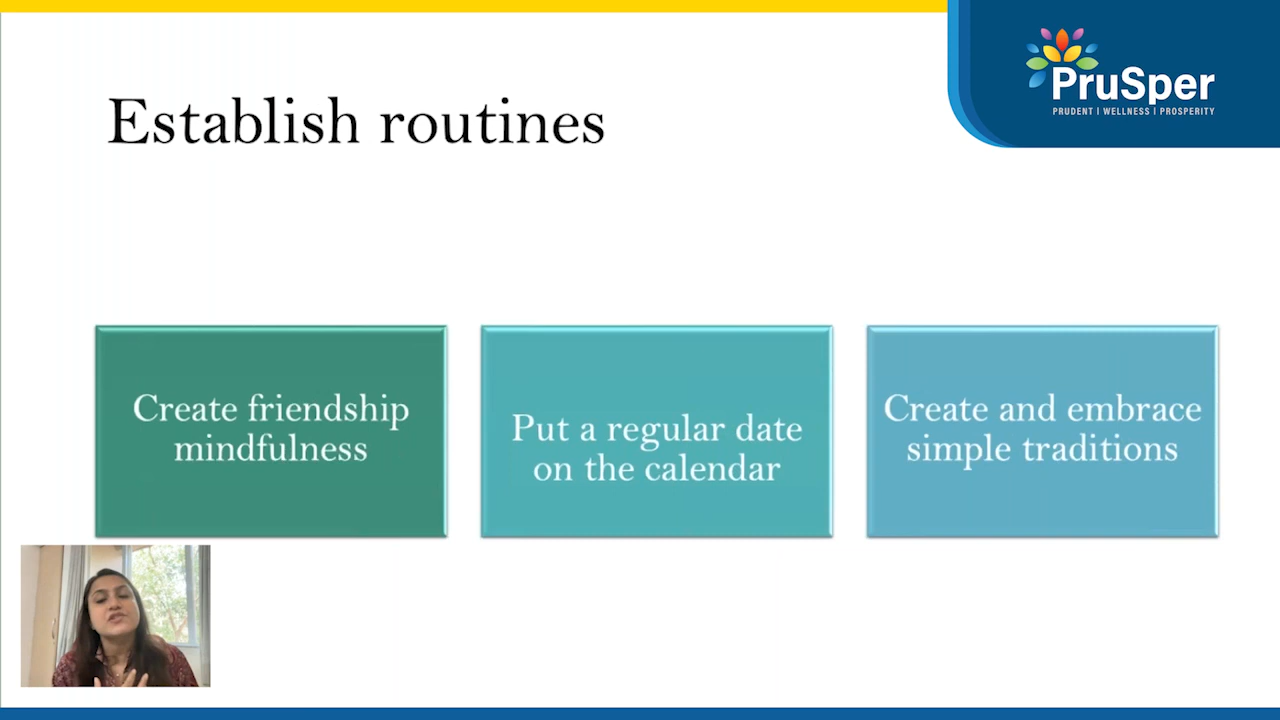 Establish routines
PruSper
PRUDENT | WELLNESS | PROSPERITY
Create friendship
mindfulness
Put a regular date
on the calendar
Create and embrace
simple traditions